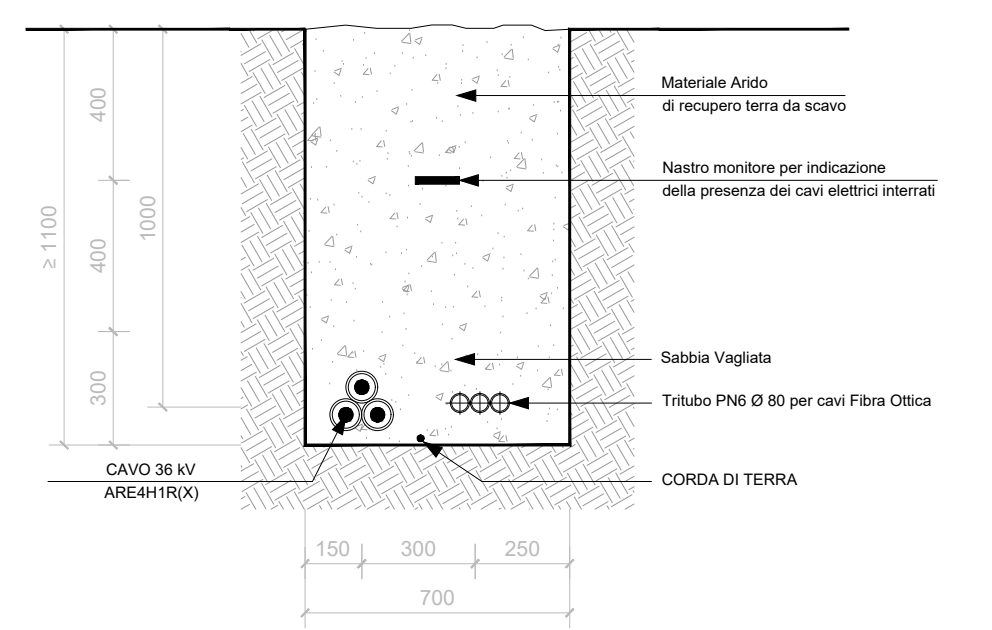 Materiale Arido
di recupero terra da scavo
400
Nastro monitore per indicazione
della presenza dei cavi elettrici interrati
≥ 1100
1000
400
Sabbia Vagliata
300
Tritubo PN6 Ø 80 per cavi Fibra Ottica
CAVO 36 kV
ARE4H1R(X)
CORDA DI TERRA
150
300
250
700